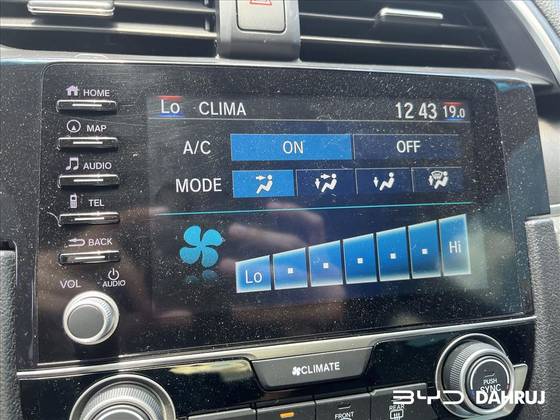 HOME
Lo CLIMA 12 43 19.0
MAP
A/C ON OFF
AUDIO
MODE
TEL
BACK
Lo Hi
VOL AUDIO
CLIMATE
PUSH
SYNC
FRONT
REAR
BYD DAHRUJ